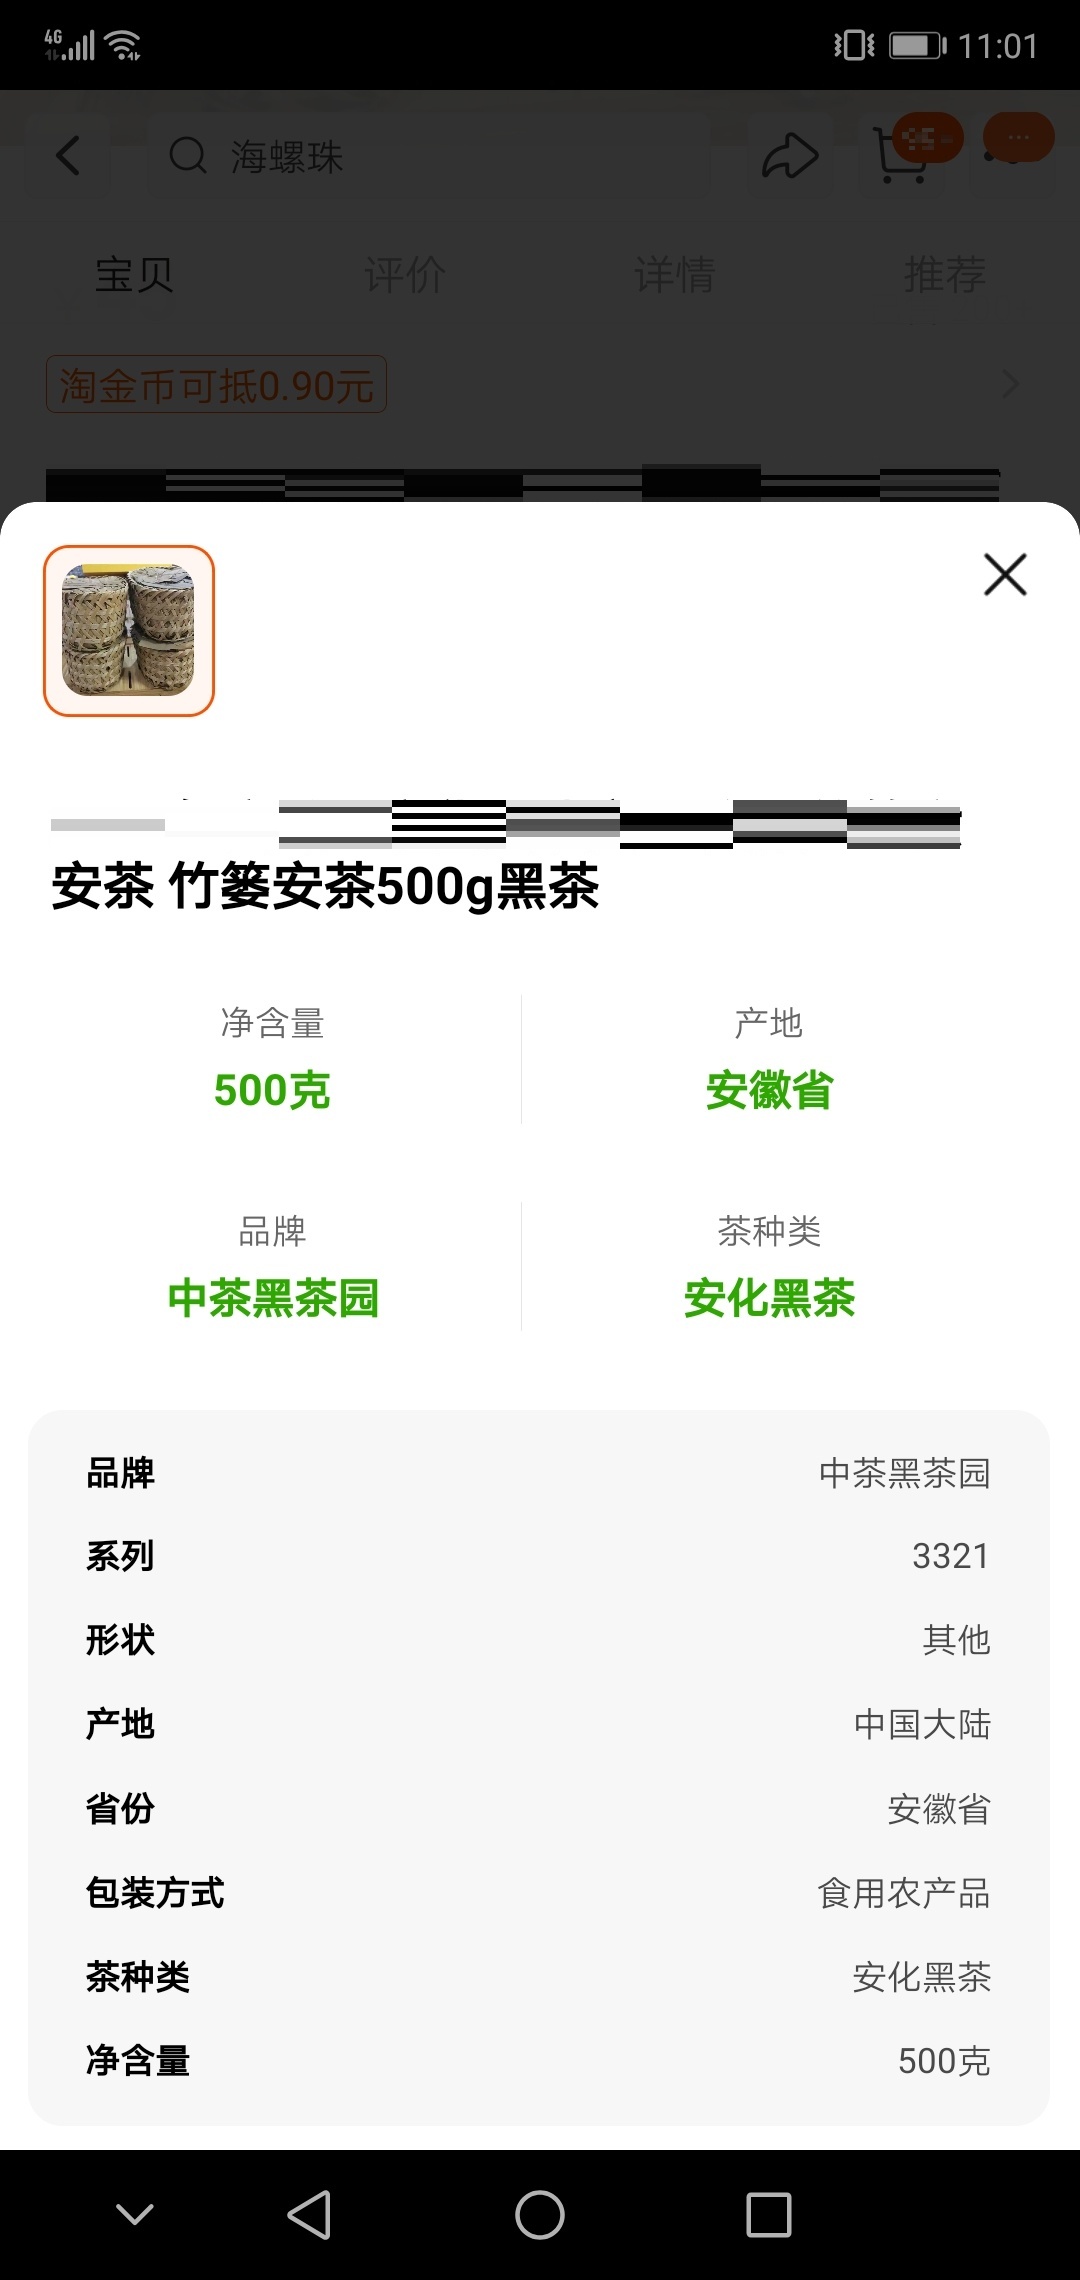 4G 11:01
海螺珠
宝贝 评价 详情 推荐
淘金币可抵0.90元
安茶 竹篓安茶500g黑茶
净含量 产地
500克 安徽省
品牌 茶种类
中茶黑茶园 安化黑茶
品牌 中茶黑茶园
系列 3321
形状 其他
产地 中国大陆
省份 安徽省
包装方式 食用农产品
茶种类 安化黑茶
净含量 500克